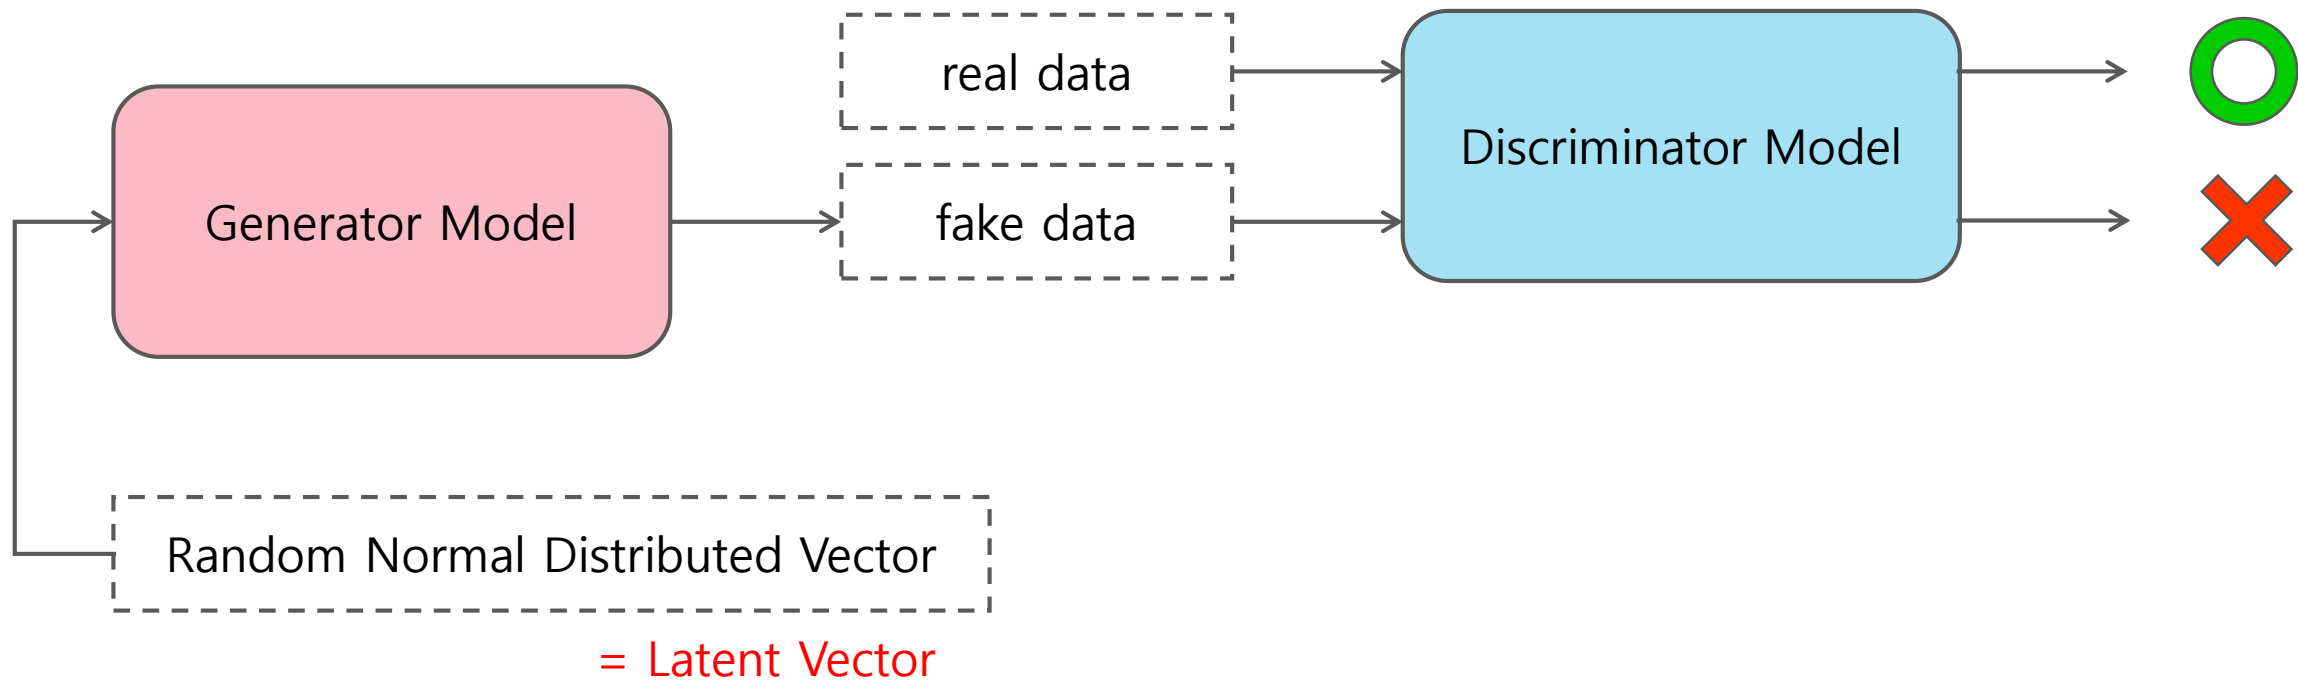 real data
Discriminator Model
Generator Model
fake data
Random Normal Distributed Vector
= Latent Vector